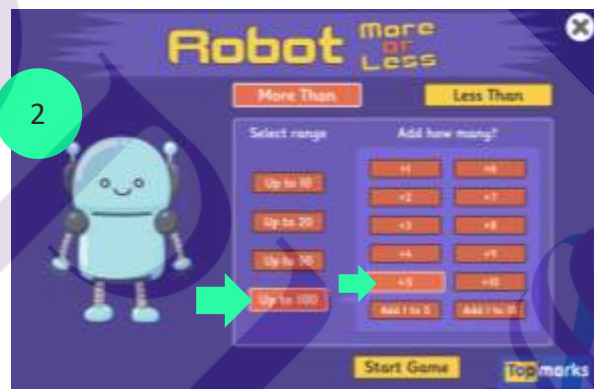 Robot More or Less
2
More Than Less Than
Select range Add how many?
Up to 10
Up to 20
Up to 50
Up to 100
+1 +6
+2 +7
+3 +8
+4 +9
+5 +10
Add 1 to 5 Add 1 to 10
Start Game
Topmarks